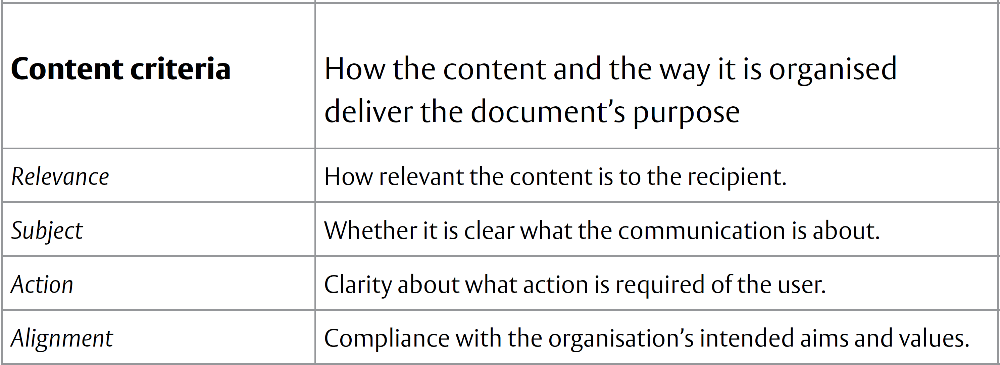 Content criteria
How the content and the way it is organised
deliver the document’s purpose
Relevance
How relevant the content is to the recipient.
Subject
Whether it is clear what the communication is about.
Action
Clarity about what action is required of the user.
Alignment
Compliance with the organisation’s intended aims and values.